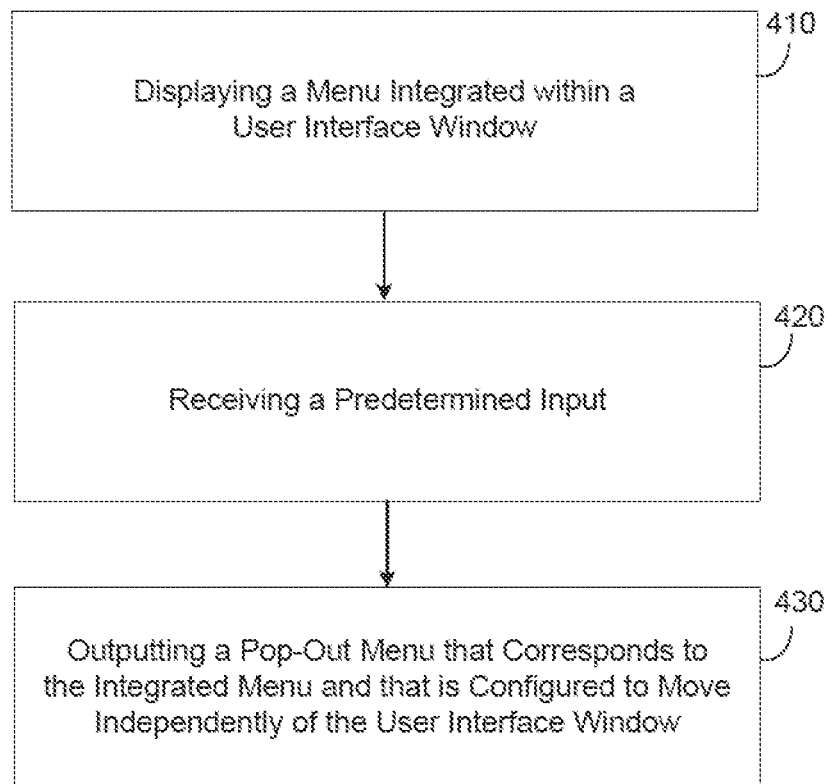 410
Displaying a Menu Integrated within a
User Interface Window
420
Receiving a Predetermined Input
430
Outputting a Pop-Out Menu that Corresponds to
the Integrated Menu and that is Configured to Move
Independently of the User Interface Window